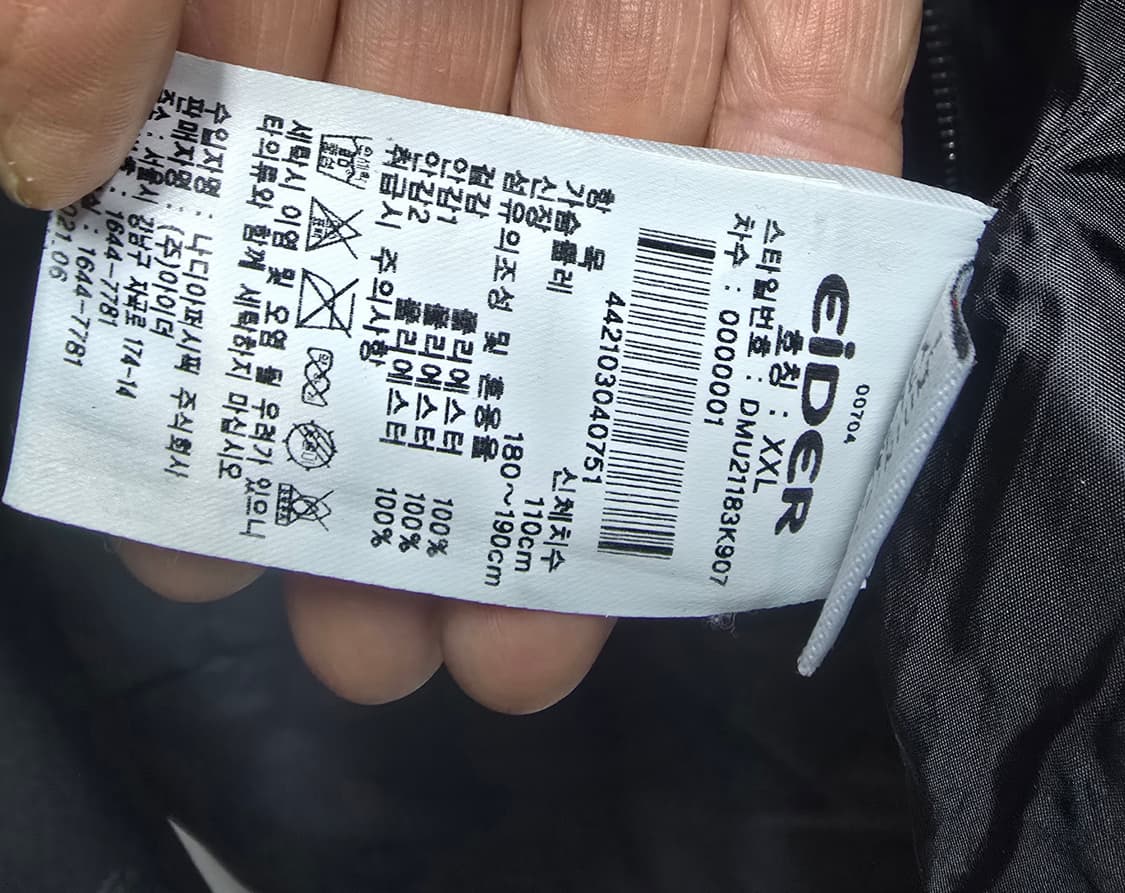 00704
EiDER
호칭 : XXL
스타일번호 : DMU21183K907
차수 : 0000001
44210304075​1
항 목 신체치수
가슴둘레 110cm
신장 180~190cm
섬유의조성 및 혼용율
겉감 폴리에스터 100%
안감1 폴리에스터 100%
안감2 폴리에스터 100%
취급시 주의사항
세탁시 이염 및 오염 될 우려가 있으니
타의류와 함께 세탁하지 마십시오
수입자명 : 나디아퍼시픽 주식회사
판매자명 : (주)아이더
주소 : 서울시 강남구 자곡로 174-14
: 1644-7781
: 1644-7781
021.06